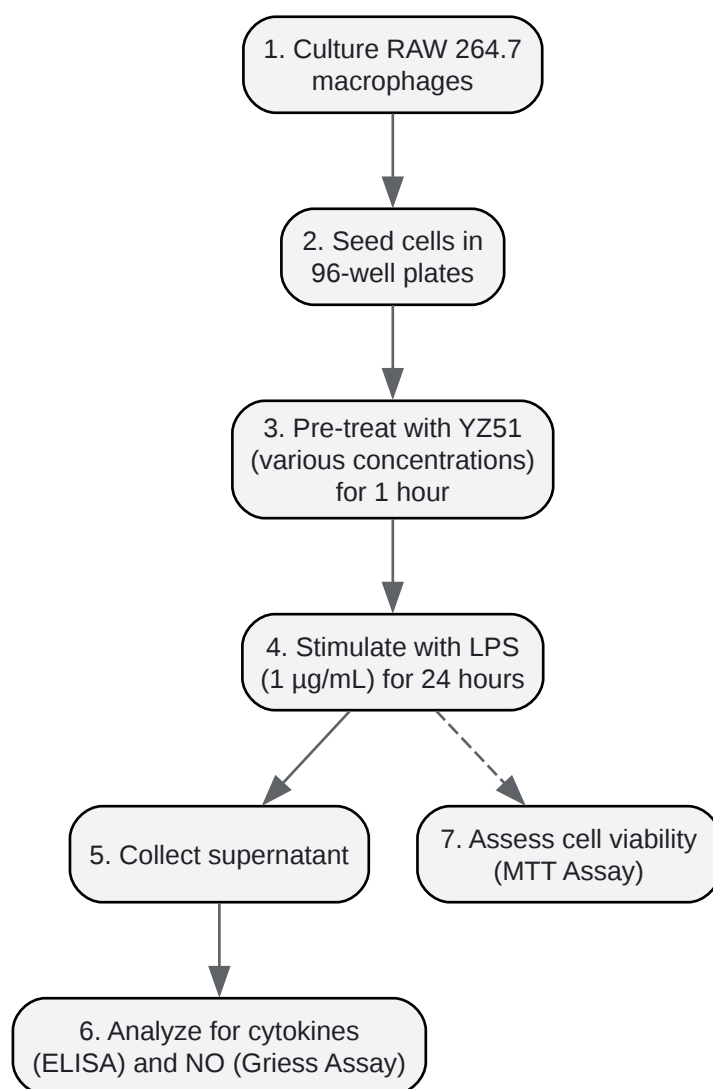 1. Culture RAW 264.7
macrophages
2. Seed cells in
96-well plates
3. Pre-treat with YZ51
(various concentrations)
for 1 hour
4. Stimulate with LPS
(1 µg/mL) for 24 hours
5. Collect supernatant
7. Assess cell viability
(MTT Assay)
6. Analyze for cytokines
(ELISA) and NO (Griess Assay)